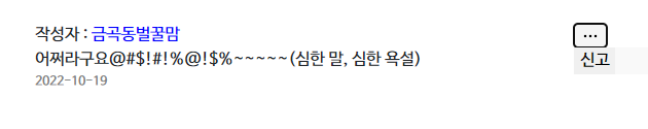 작성자 : 금곡동벌꿀맘
...
어쩌라구요@#$!#!%@!$%~~~~~(심한 말, 심한 욕설)
신고
2022-10-19